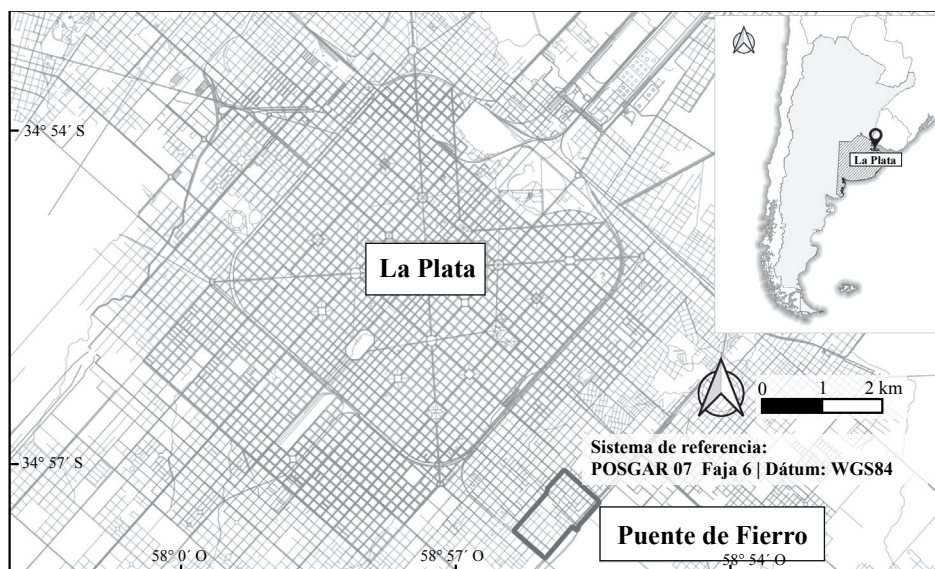 34° 54´ S
La Plata
La Plata
0 1 2 km
Sistema de referencia:
POSGAR 07 Faja 6 | Dátum: WGS84
34° 57´ S
Puente de Fierro
58° 0´ O
58° 57´ O
58° 54´ O